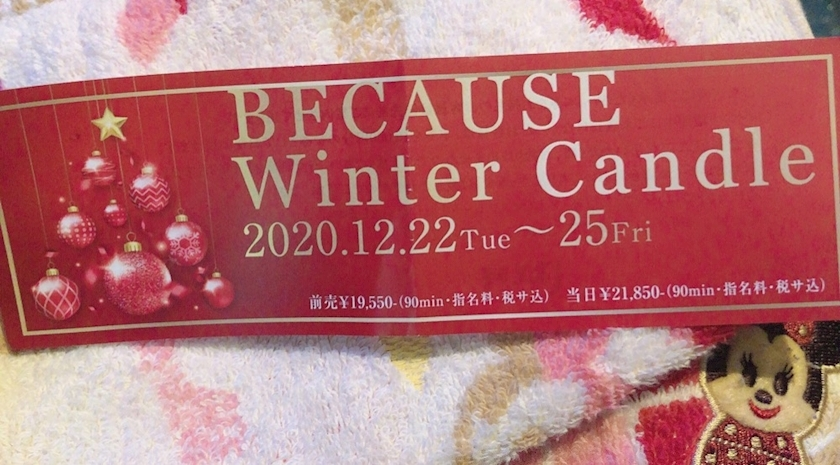 BECAUSE
Winter Candle
2020.12.22Tue～25Fri
前売¥19,550-(90min・指名料・税サ込) 当日¥21,850-(90min・指名料・税サ込)